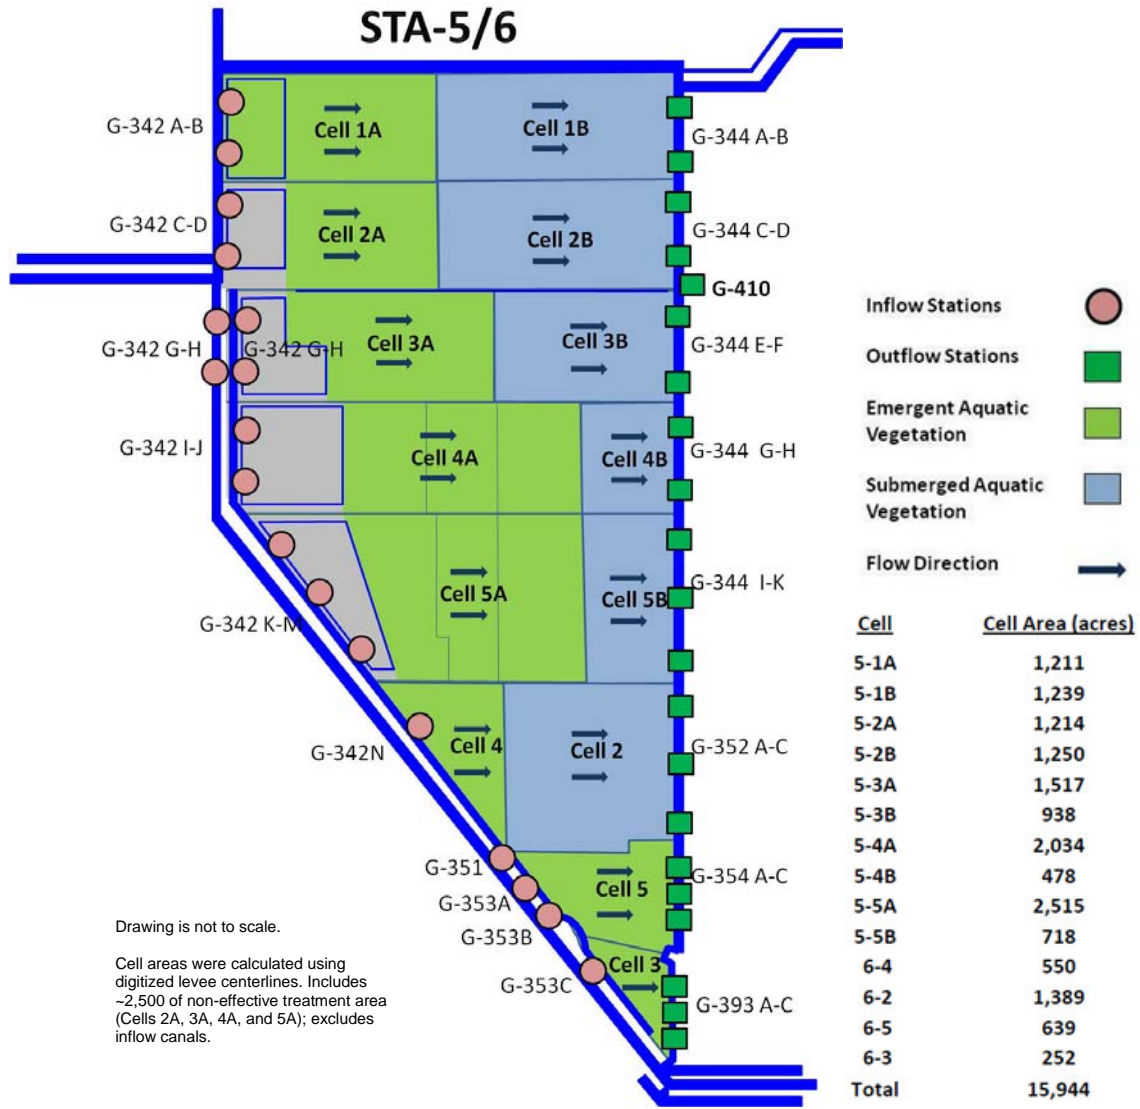 STA-5/6
G-342 A-B
Cell 1A
Cell 1B
G-344 A-B
G-342 C-D
Cell 2A
Cell 2B
G-344 C-D
G-410
G-342 G-H
G-342 G-H
Cell 3A
Cell 3B
G-344 E-F
G-342 I-J
Cell 4A
Cell 4B
G-344 G-H
Cell 5A
Cell 5B
G-344 I-K
G-342 K-M
G-342N
Cell 4
Cell 2
G-352 A-C
G-351
G-353A
G-353B
G-353C
Cell 5
G-354 A-C
Cell 3
G-393 A-C
Inflow Stations
Outflow Stations
Emergent Aquatic
Vegetation
Submerged Aquatic
Vegetation
Flow Direction
Cell Cell Area (acres)
5-1A 1,211
5-1B 1,239
5-2A 1,214
5-2B 1,250
5-3A 1,517
5-3B 938
5-4A 2,034
5-4B 478
5-5A 2,515
5-5B 718
6-4 550
6-2 1,389
6-5 639
6-3 252
Total 15,944
Drawing is not to scale.
Cell areas were calculated using
digitized levee centerlines. Includes
~2,500 of non-effective treatment area
(Cells 2A, 3A, 4A, and 5A); excludes
inflow canals.